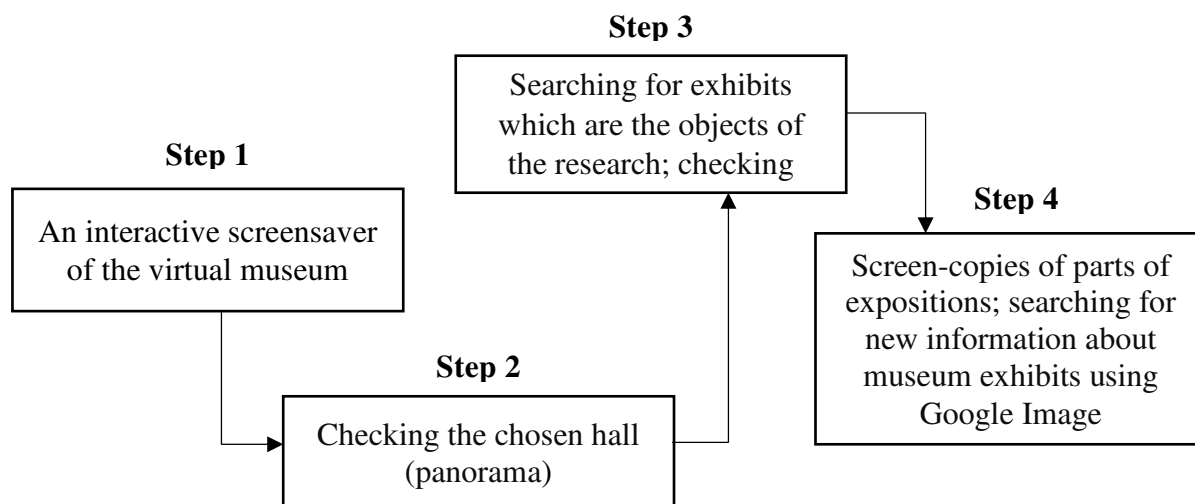 Step 1
An interactive screensaver
of the virtual museum
Step 2
Checking the chosen hall
(panorama)
Step 3
Searching for exhibits
which are the objects of
the research; checking
Step 4
Screen-copies of parts of
expositions; searching for
new information about
museum exhibits using
Google Image